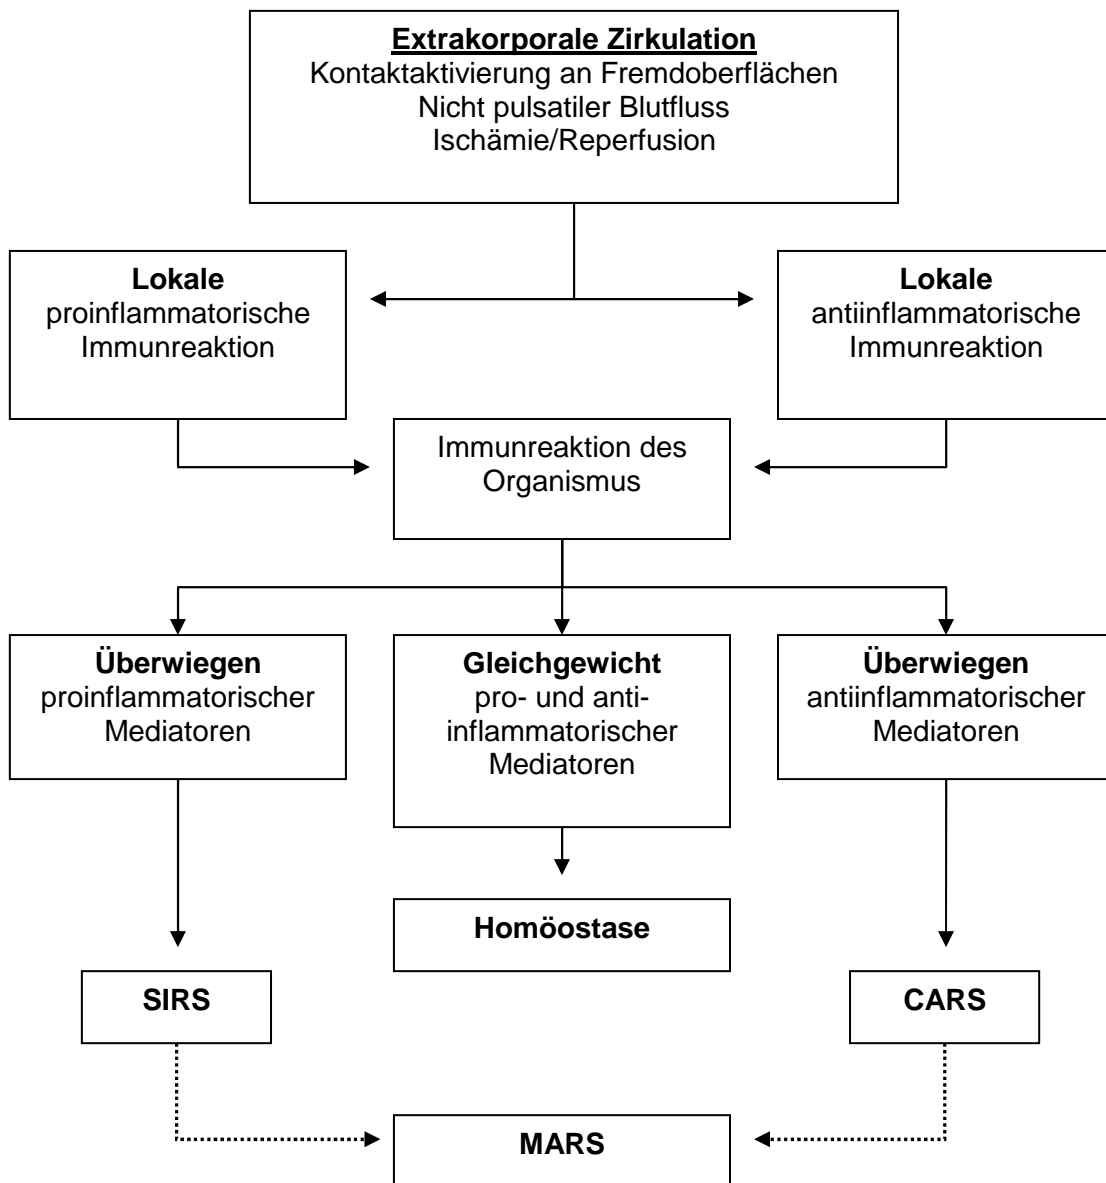 Extrakorporale Zirkulation
Kontaktaktivierung an Fremdoberflächen
Nicht pulsatiler Blutfluss
Ischämie/Reperfusion
Lokale
proinflammatorische
Immunreaktion
Lokale
antiinflammatorische
Immunreaktion
Immunreaktion des
Organismus
Überwiegen
proinflammatorischer
Mediatoren
Gleichgewicht
pro- und anti-
inflammatorischer
Mediatoren
Überwiegen
antiinflammatorischer
Mediatoren
Homöostase
SIRS
CARS
MARS